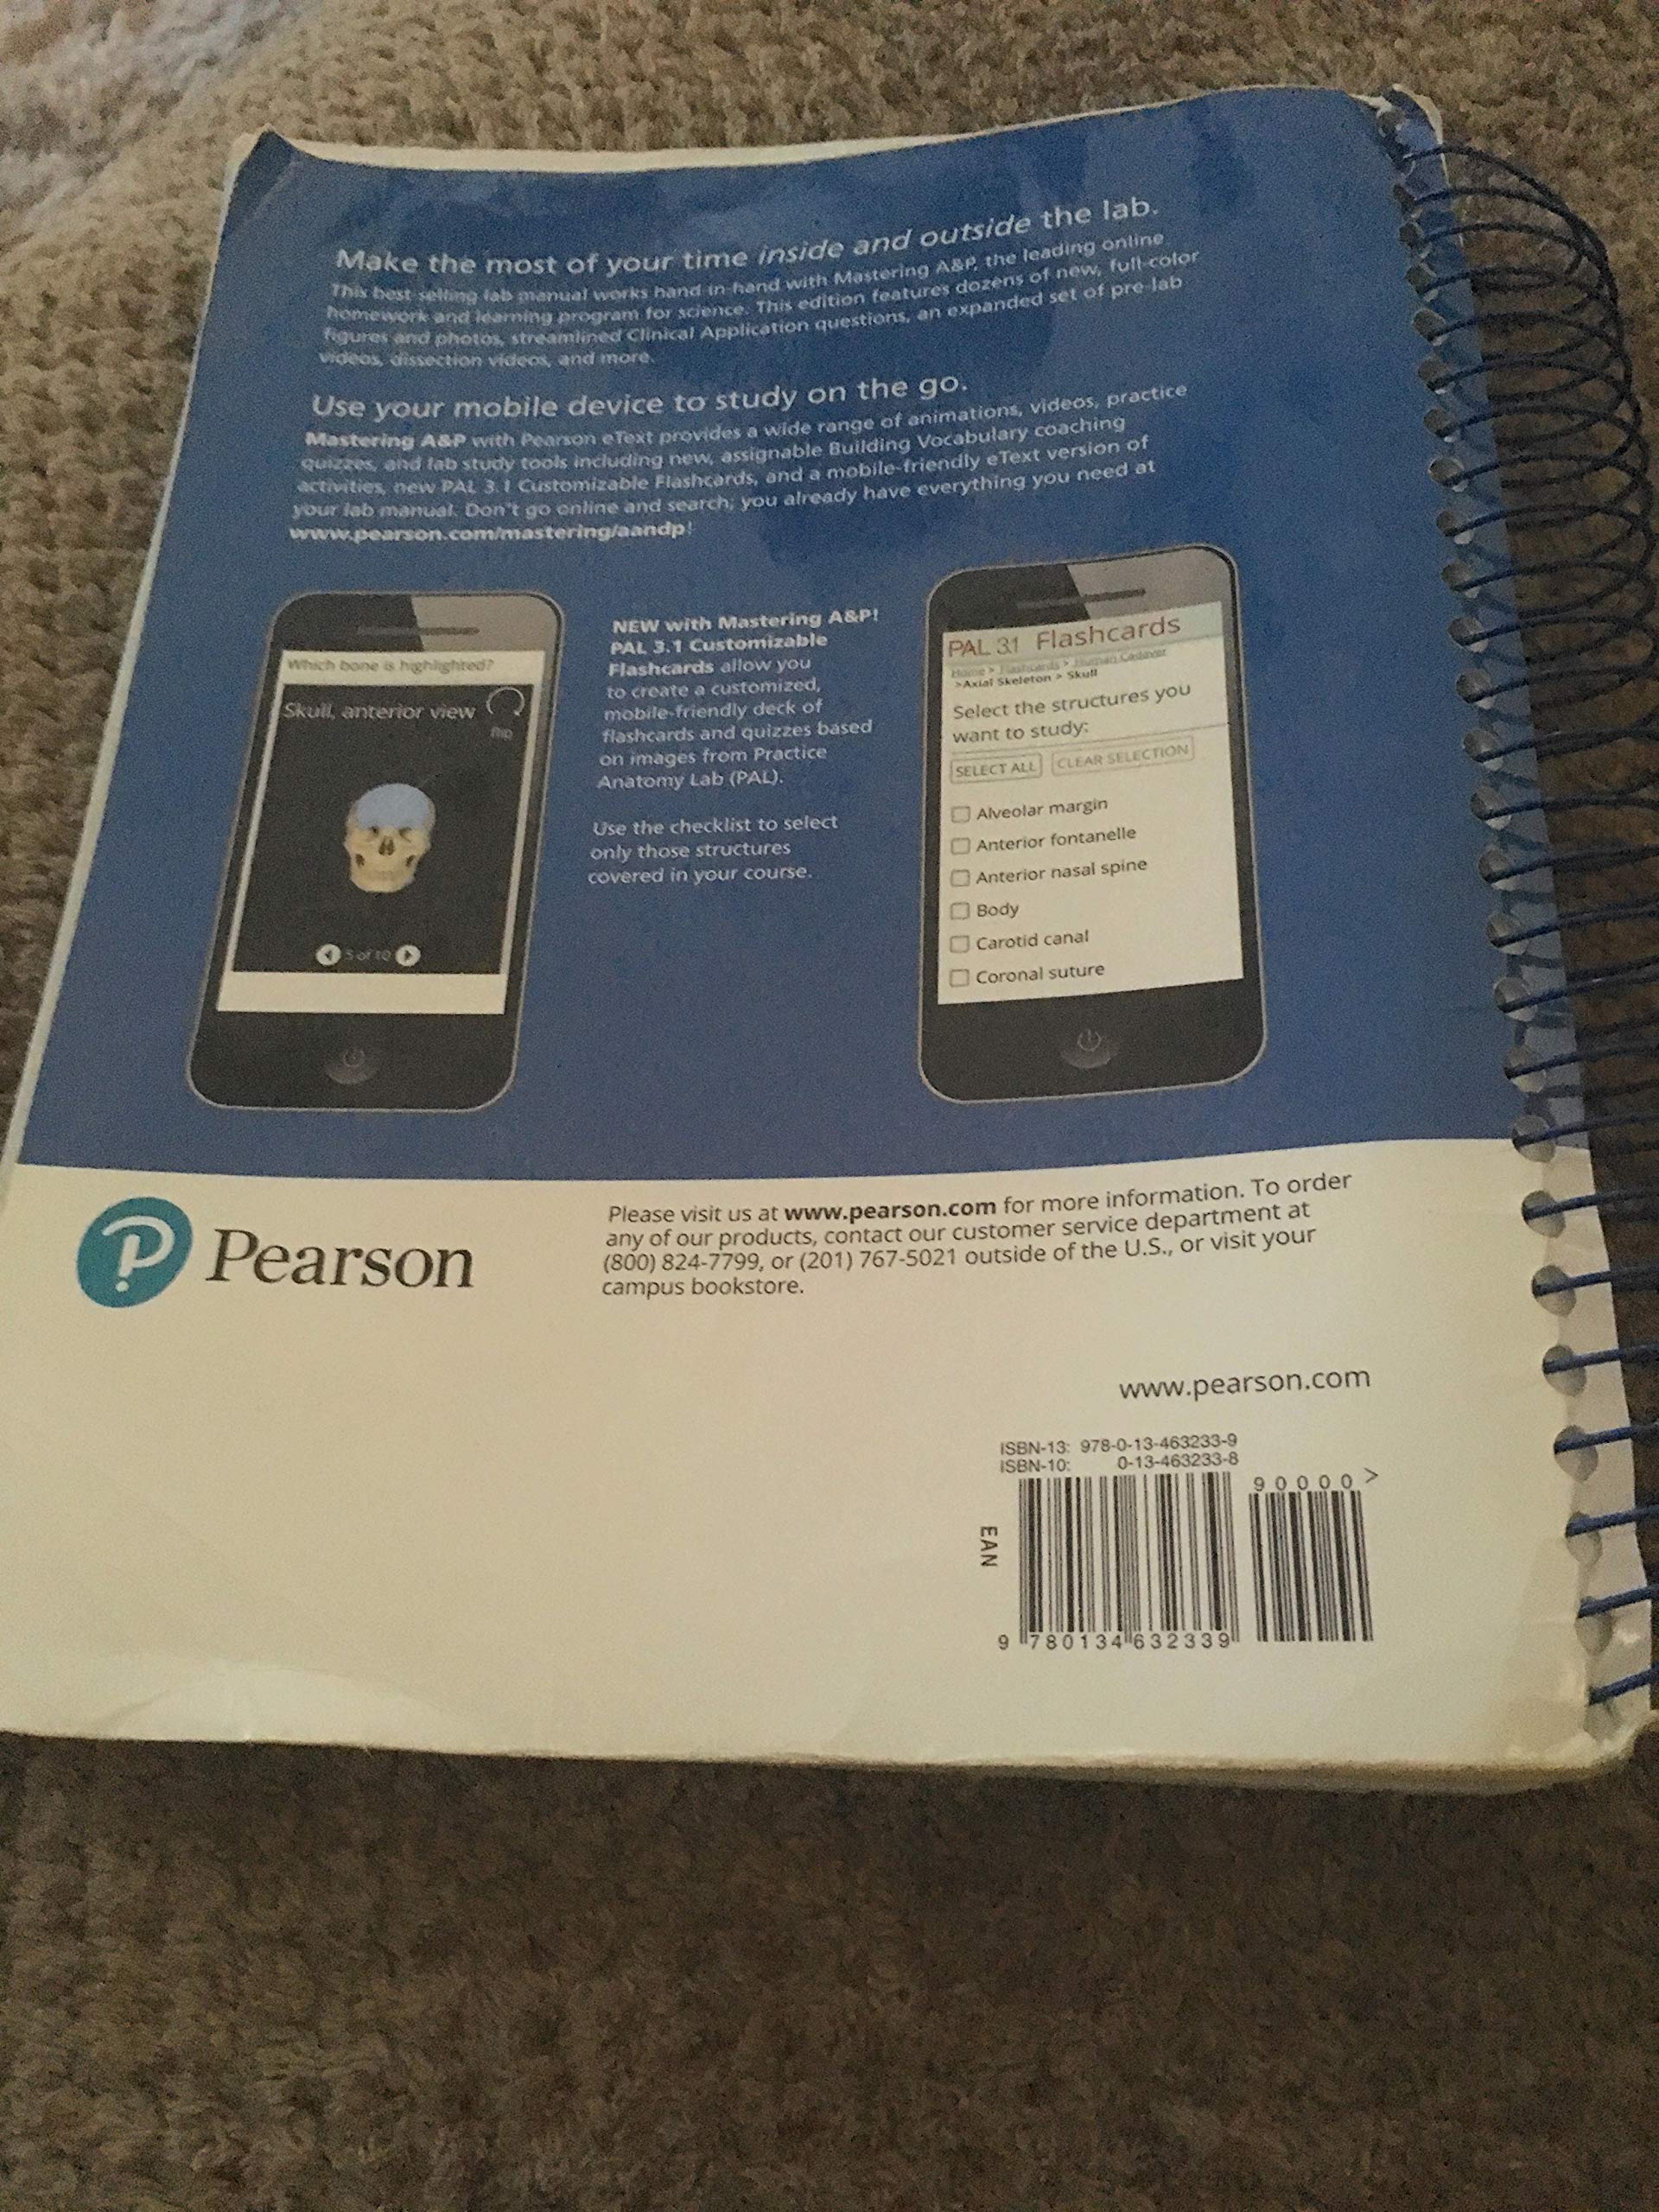 Make the most of your time inside and outside the lab.
This best-selling lab manual works hand-in-hand with Mastering A&P, the leading online
homework and learning program for science. This edition features dozens of new, full-color
figures and photos, streamlined Clinical Application questions, an expanded set of pre-lab
videos, dissection videos, and more.
Use your mobile device to study on the go.
Mastering A&P with Pearson eText provides a wide range of animations, videos, practice
quizzes, and lab study tools including new, assignable Building Vocabulary coaching
activities, new PAL 3.1 Customizable Flashcards, and a mobile-friendly eText version of
your lab manual. Don't go online and search; you already have everything you need at
www.pearson.com/mastering/aandp!
Which bone is highlighted?
Skull, anterior view
flip
5 of 10
NEW with Mastering A&P!
PAL 3.1 Customizable
Flashcards allow you
to create a customized,
mobile-friendly deck of
flashcards and quizzes based
on images from Practice
Anatomy Lab (PAL).
Use the checklist to select
only those structures
covered in your course.
PAL 3.1 Flashcards
Home > Flashcards > Human Cadaver
>Axial Skeleton > Skull
Select the structures you
want to study:
SELECT ALL CLEAR SELECTION
Alveolar margin
Anterior fontanelle
Anterior nasal spine
Body
Carotid canal
Coronal suture
Pearson
Please visit us at www.pearson.com for more information. To order
any of our products, contact our customer service department at
(800) 824-7799, or (201) 767-5021 outside of the U.S., or visit your
campus bookstore.
www.pearson.com
ISBN-13: 978-0-13-463233-9
ISBN-10: 0-13-463233-8
90000>
EAN
9 780134 632339